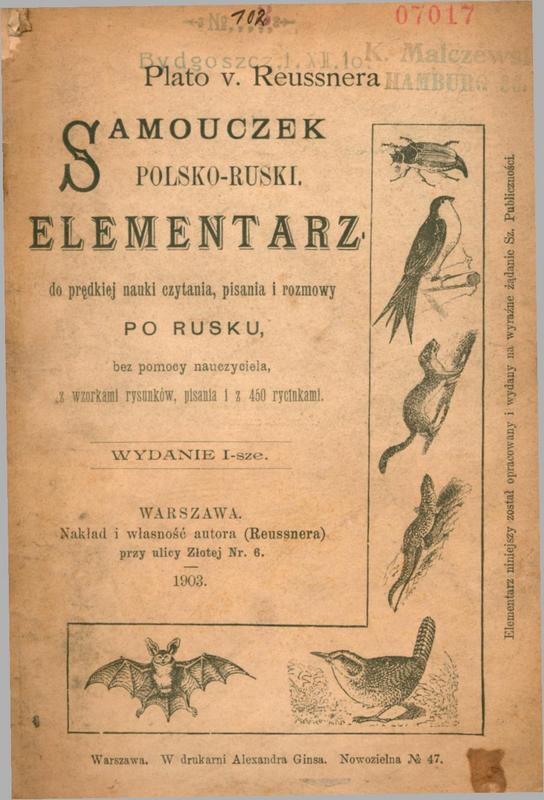 № 102
07017
Bydgoszcz 1. XII. 10.
K. Malczews
HAMBURG
Plato v. Reussnera
SAMOUCZEK
POLSKO-RUSKI.
ELEMENTARZ
do prędkiej nauki czytania, pisania i rozmowy
PO RUSKU,
bez pomocy nauczyciela,
z wzorkami rysunków, pisania i z 450 rycinkami.
WYDANIE I-sze.
WARSZAWA.
Nakład i własność autora (Reussnera)
przy ulicy Złotej Nr. 6.
1903.
Elementarz niniejszy został opracowany i wydany na wyraźne żądanie Sz. Publiczności.
Warszawa. W drukarni Alexandra Ginsa. Nowozielna № 47.